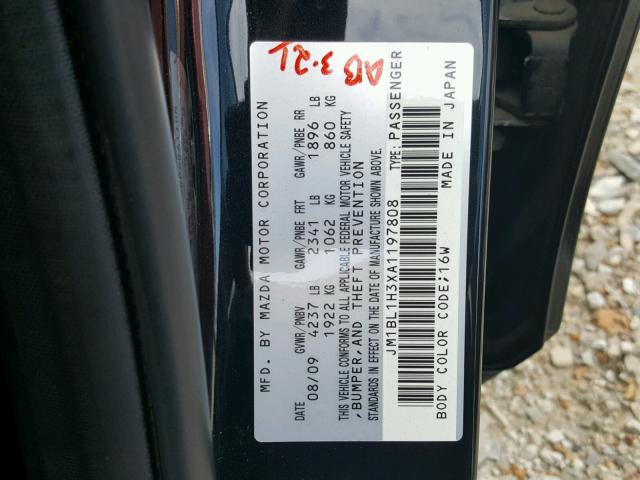 AB 3-21
MFD. BY MAZDA MOTOR CORPORATION
DATE GVWR/PNBV GAWR/PNBE FRT GAWR/PNBE RR
08/09 4237 LB 2341 LB 1896 LB
1922 KG 1062 KG 860 KG
THIS VEHICLE CONFORMS TO ALL APPLICABLE FEDERAL MOTOR VEHICLE SAFETY
, BUMPER, AND THEFT PREVENTION
STANDARDS IN EFFECT ON THE DATE OF MANUFACTURE SHOWN ABOVE.
JM1BL1H3XA1197808 TYPE: PASSENGER
BODY COLOR CODE;16W MADE IN JAPAN